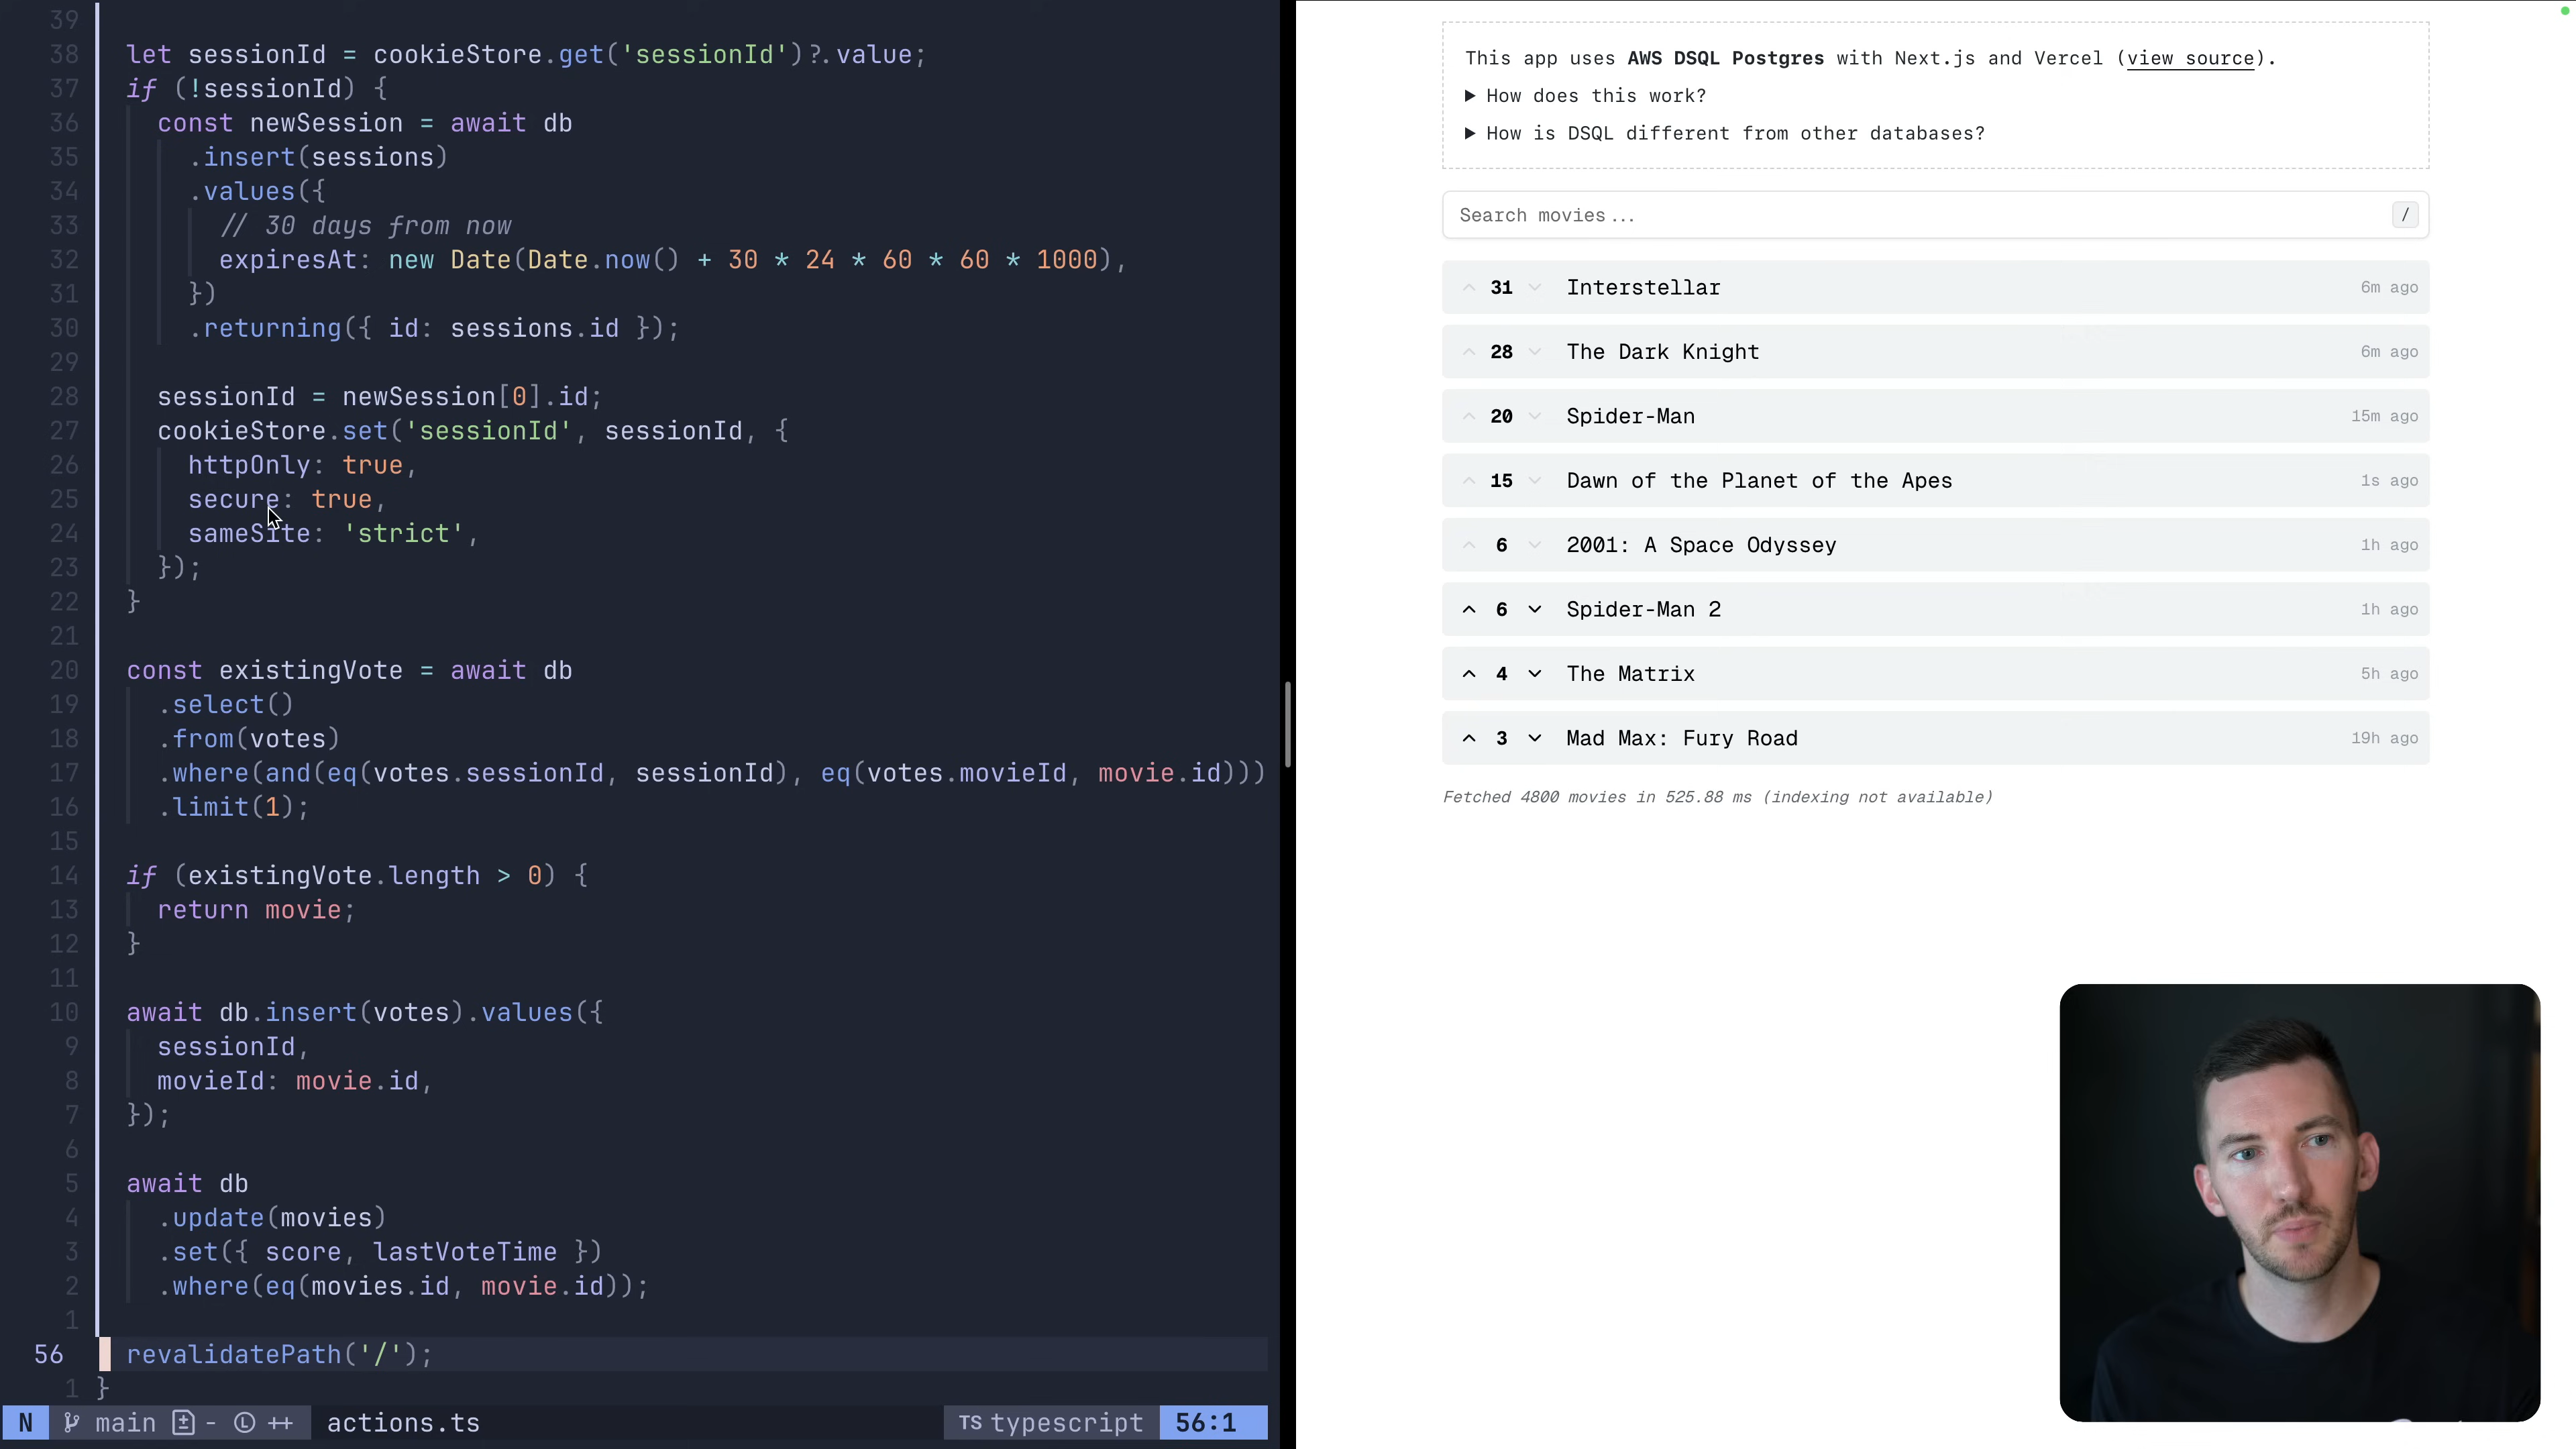 39
38 let sessionId = cookieStore.get('sessionId')?.value;
37 if (!sessionId) {
36 const newSession = await db
35 .insert(sessions)
34 .values({
33 // 30 days from now
32 expiresAt: new Date(Date.now() + 30 * 24 * 60 * 60 * 1000),
31 })
30 .returning({ id: sessions.id });
29
28 sessionId = newSession[0].id;
27 cookieStore.set('sessionId', sessionId, {
26 httpOnly: true,
25 secure: true,
24 sameSite: 'strict',
23 });
22 }
21
20 const existingVote = await db
19 .select()
18 .from(votes)
17 .where(and(eq(votes.sessionId, sessionId), eq(votes.movieId, movie.id)))
16 .limit(1);
15
14 if (existingVote.length > 0) {
13 return movie;
12 }
11
10 await db.insert(votes).values({
9 sessionId,
8 movieId: movie.id,
7 });
6
5 await db
4 .update(movies)
3 .set({ score, lastVoteTime })
2 .where(eq(movies.id, movie.id));
1
56 revalidatePath('/');
1 }
N main - L actions.ts TS typescript 56:1
This app uses AWS DSQL Postgres with Next.js and Vercel (view source).
▶ How does this work?
▶ How is DSQL different from other databases?
Search movies... /
31 Interstellar 6m ago
28 The Dark Knight 6m ago
20 Spider-Man 15m ago
15 Dawn of the Planet of the Apes 1s ago
6 2001: A Space Odyssey 1h ago
6 Spider-Man 2 1h ago
4 The Matrix 5h ago
3 Mad Max: Fury Road 19h ago
Fetched 4800 movies in 525.88 ms (indexing not available)